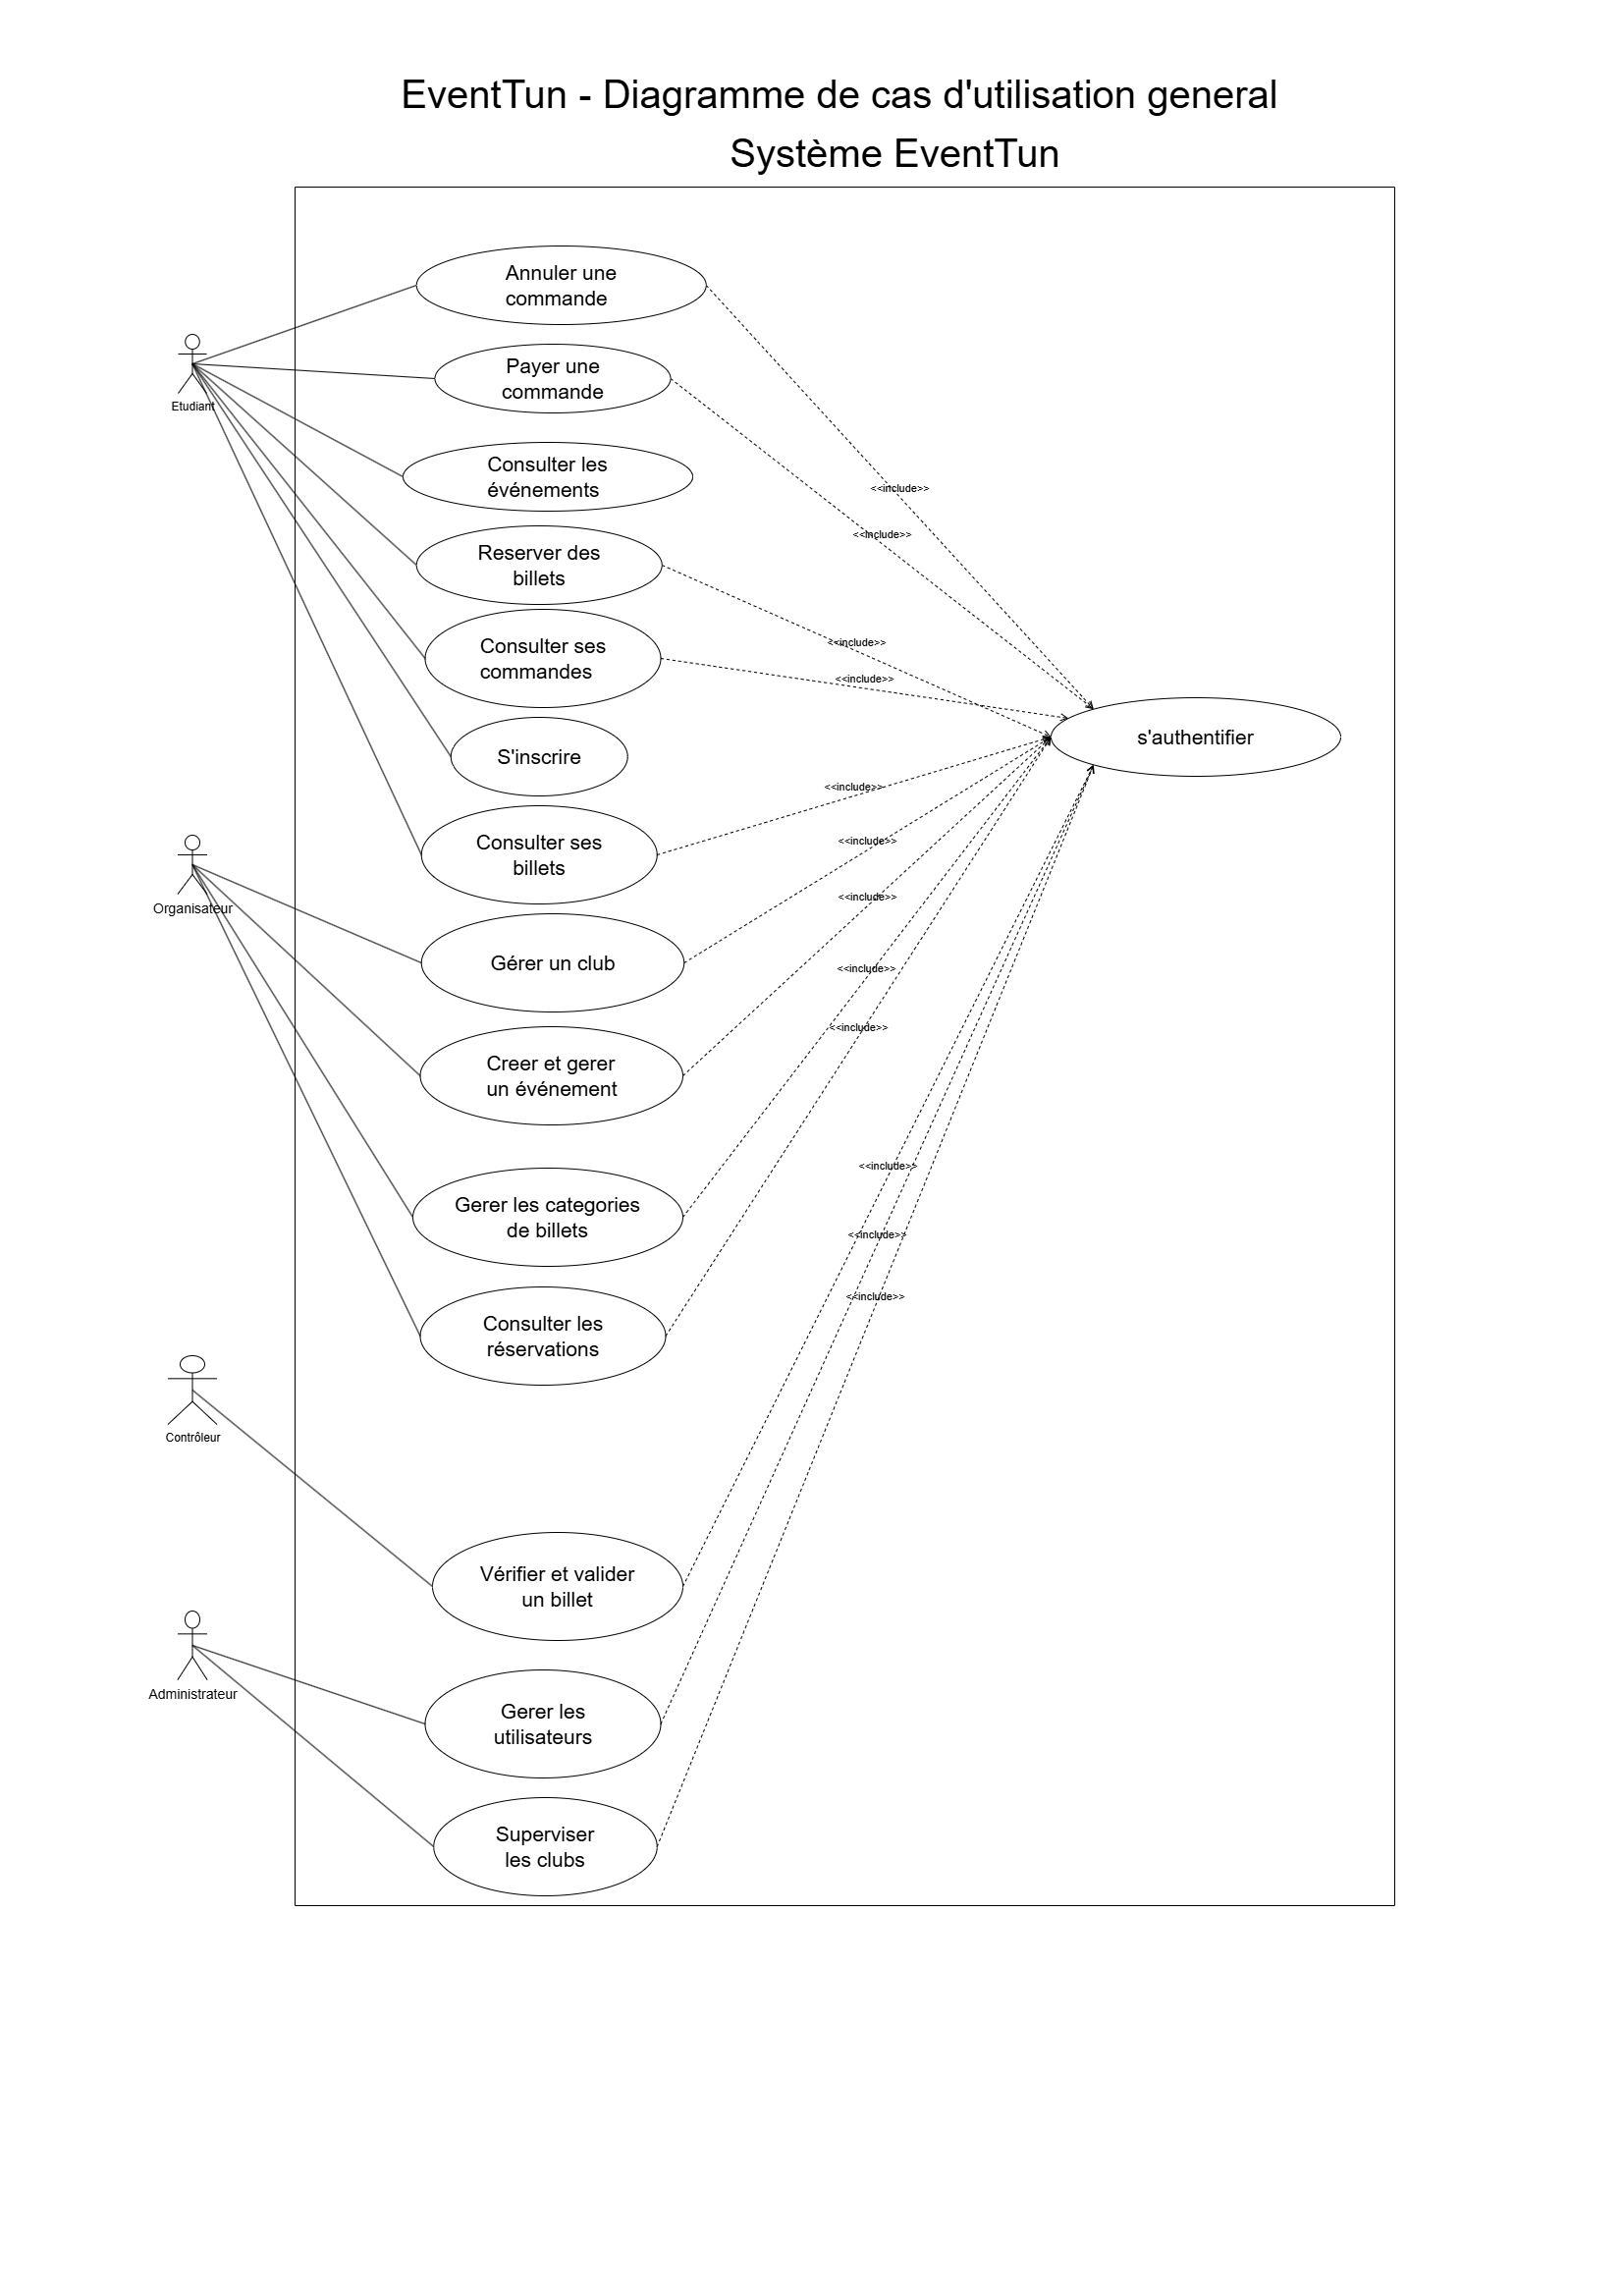 EventTun - Diagramme de cas d'utilisation general
Système EventTun
Annuler une
commande
Payer une
commande
Etudiant
Consulter les
événements
<<include>>
<<include>>
Reserver des
billets
Consulter ses
commandes
<<include>>
<<include>>
s'authentifier
S'inscrire
<<include>>
Consulter ses
billets
<<include>>
Organisateur
<<include>>
Gérer un club
<<include>>
<<include>>
Creer et gerer
un événement
<<include>>
Gerer les categories
de billets
<<include>>
<<include>>
Consulter les
réservations
Contrôleur
Vérifier et valider
un billet
Administrateur
Gerer les
utilisateurs
Superviser
les clubs